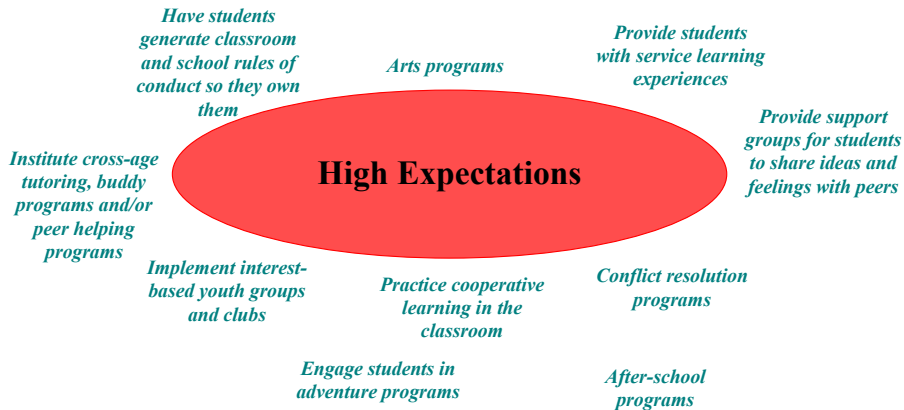 Have students
generate classroom
and school rules of
conduct so they own
them
Arts programs
Provide students
with service learning
experiences
Provide support
groups for students
to share ideas and
feelings with peers
Institute cross-age
tutoring, buddy
programs and/or
peer helping
programs
High Expectations
Implement interest-
based youth groups
and clubs
Practice cooperative
learning in the
classroom
Conflict resolution
programs
Engage students in
adventure programs
After-school
programs